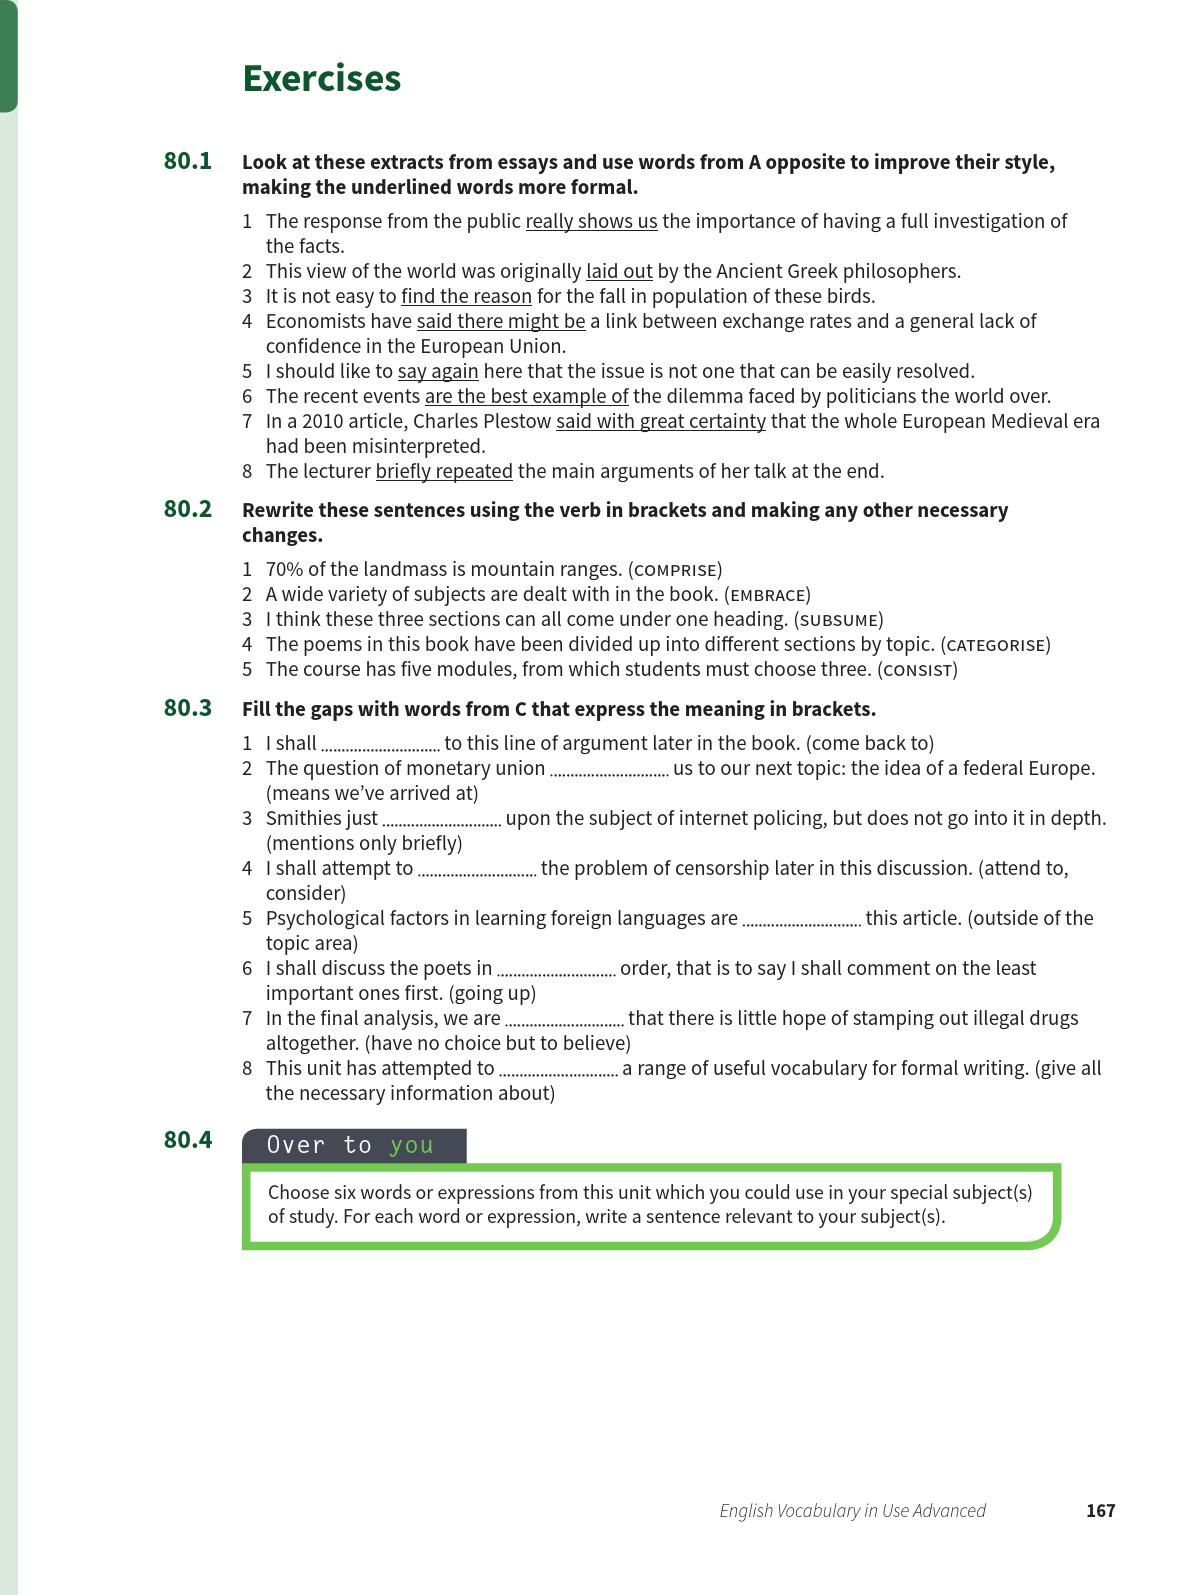 Exercises
80.1 Look at these extracts from essays and use words from A opposite to improve their style,
making the underlined words more formal.
1 The response from the public really shows us the importance of having a full investigation of
the facts.
2 This view of the world was originally laid out by the Ancient Greek philosophers.
3 It is not easy to find the reason for the fall in population of these birds.
4 Economists have said there might be a link between exchange rates and a general lack of
confidence in the European Union.
5 I should like to say again here that the issue is not one that can be easily resolved.
6 The recent events are the best example of the dilemma faced by politicians the world over.
7 In a 2010 article, Charles Plestow said with great certainty that the whole European Medieval era
had been misinterpreted.
8 The lecturer briefly repeated the main arguments of her talk at the end.
80.2 Rewrite these sentences using the verb in brackets and making any other necessary
changes.
1 70% of the landmass is mountain ranges. (COMPRISE)
2 A wide variety of subjects are dealt with in the book. (EMBRACE)
3 I think these three sections can all come under one heading. (SUBSUME)
4 The poems in this book have been divided up into different sections by topic. (CATEGORISE)
5 The course has five modules, from which students must choose three. (CONSIST)
80.3 Fill the gaps with words from C that express the meaning in brackets.
1 I shall ............................. to this line of argument later in the book. (come back to)
2 The question of monetary union ............................. us to our next topic: the idea of a federal Europe.
(means we’ve arrived at)
3 Smithies just ............................. upon the subject of internet policing, but does not go into it in depth.
(mentions only briefly)
4 I shall attempt to ............................. the problem of censorship later in this discussion. (attend to,
consider)
5 Psychological factors in learning foreign languages are ............................. this article. (outside of the
topic area)
6 I shall discuss the poets in ............................. order, that is to say I shall comment on the least
important ones first. (going up)
7 In the final analysis, we are ............................. that there is little hope of stamping out illegal drugs
altogether. (have no choice but to believe)
8 This unit has attempted to ............................. a range of useful vocabulary for formal writing. (give all
the necessary information about)
80.4 Over to you
Choose six words or expressions from this unit which you could use in your special subject(s)
of study. For each word or expression, write a sentence relevant to your subject(s).
English Vocabulary in Use Advanced 167